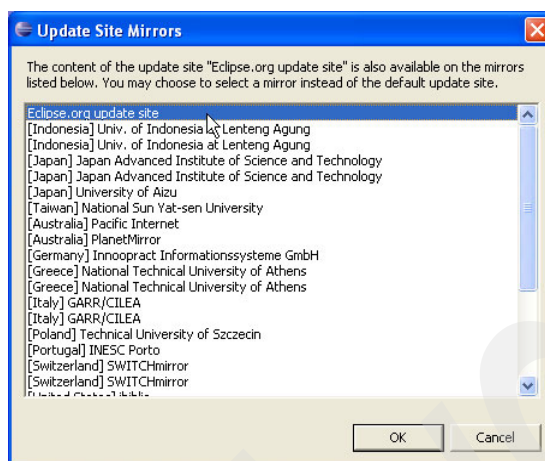 Update Site Mirrors
The content of the update site "Eclipse.org update site" is also available on the mirrors
listed below. You may choose to select a mirror instead of the default update site.
Eclipse.org update site
[Indonesia] Univ. of Indonesia at Lenteng Agung
[Indonesia] Univ. of Indonesia at Lenteng Agung
[Japan] Japan Advanced Institute of Science and Technology
[Japan] Japan Advanced Institute of Science and Technology
[Japan] University of Aizu
[Taiwan] National Sun Yat-sen University
[Australia] Pacific Internet
[Australia] PlanetMirror
[Germany] Innoopract Informationssysteme GmbH
[Greece] National Technical University of Athens
[Greece] National Technical University of Athens
[Italy] GARR/CILEA
[Italy] GARR/CILEA
[Poland] Technical University of Szczecin
[Portugal] INESC Porto
[Switzerland] SWITCHmirror
[Switzerland] SWITCHmirror
[United States] ibiblio
OK Cancel